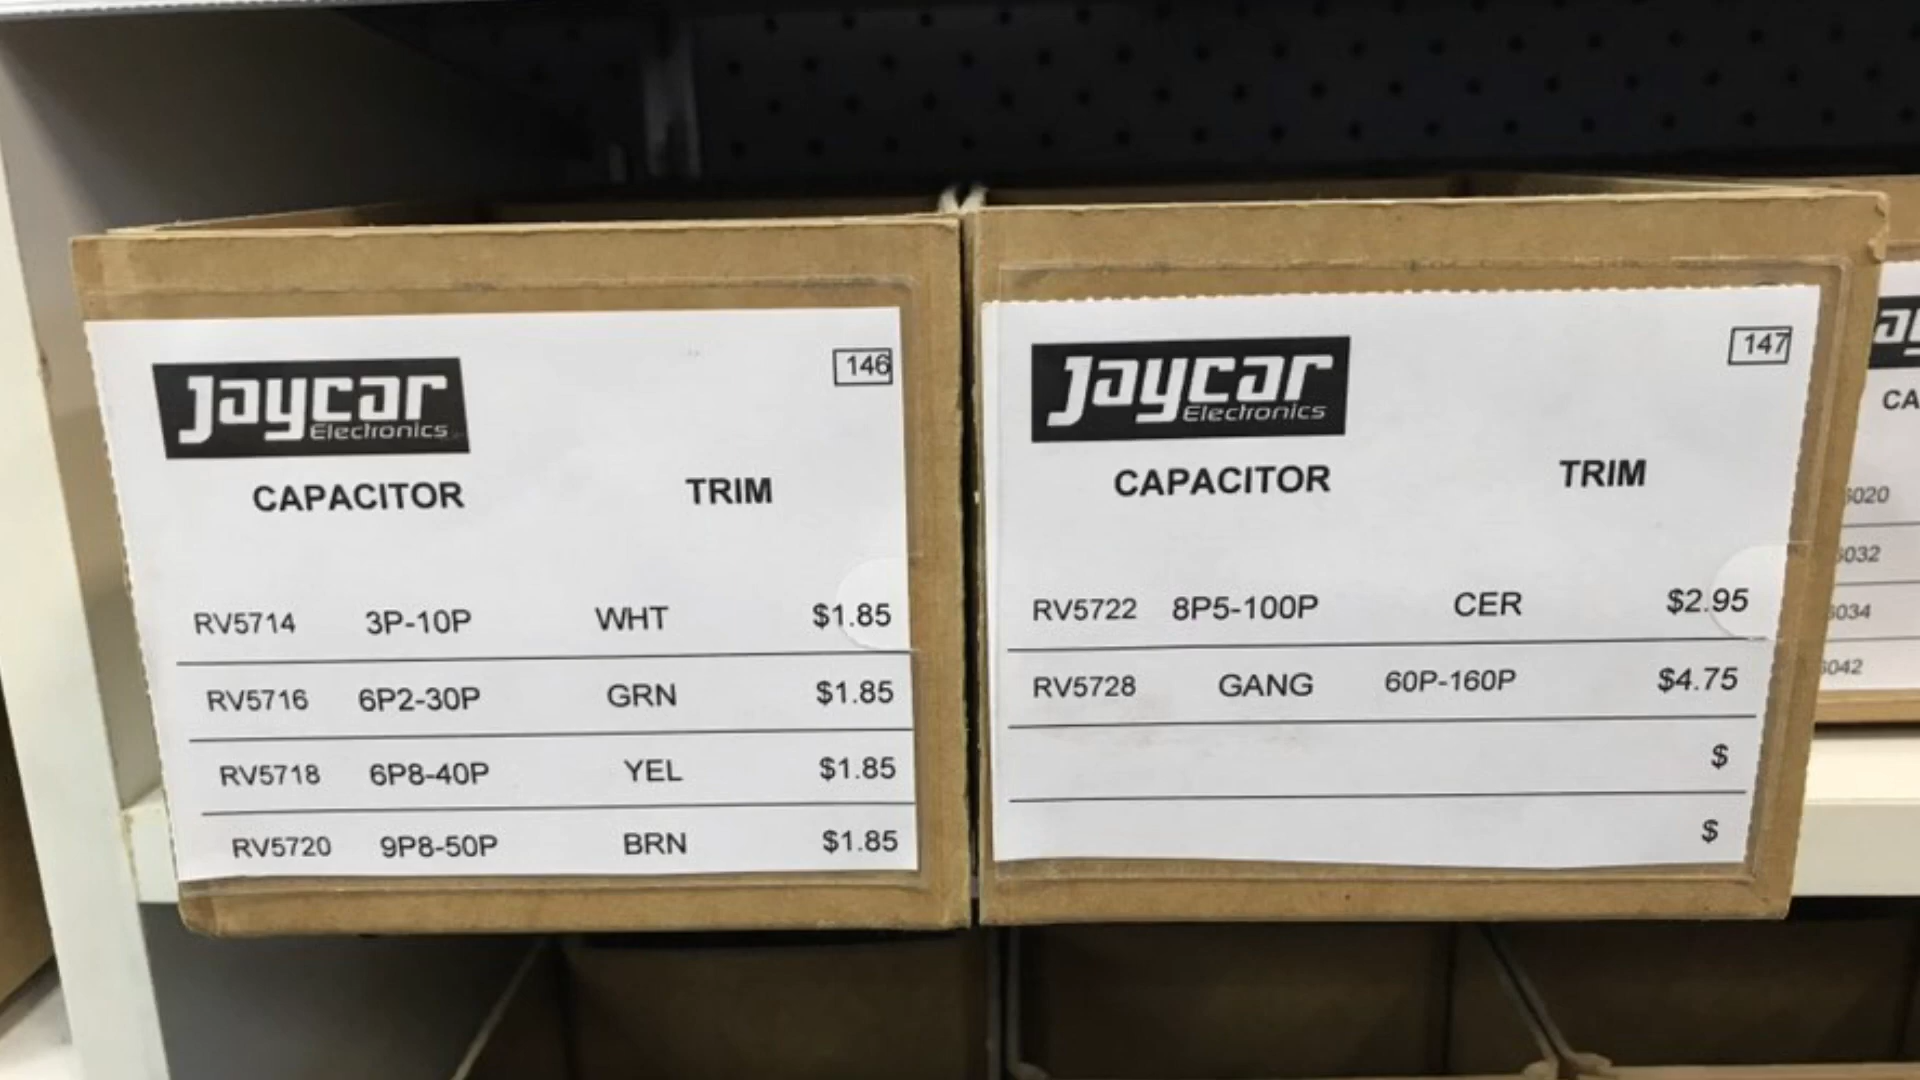 Jaycar
Electronics
146
CAPACITOR TRIM
RV5714 3P-10P WHT $1.85
RV5716 6P2-30P GRN $1.85
RV5718 6P8-40P YEL $1.85
RV5720 9P8-50P BRN $1.85
Jaycar
Electronics
147
CAPACITOR TRIM
RV5722 8P5-100P CER $2.95
RV5728 GANG 60P-160P $4.75
$
$
CA
6020
6032
6034
6042